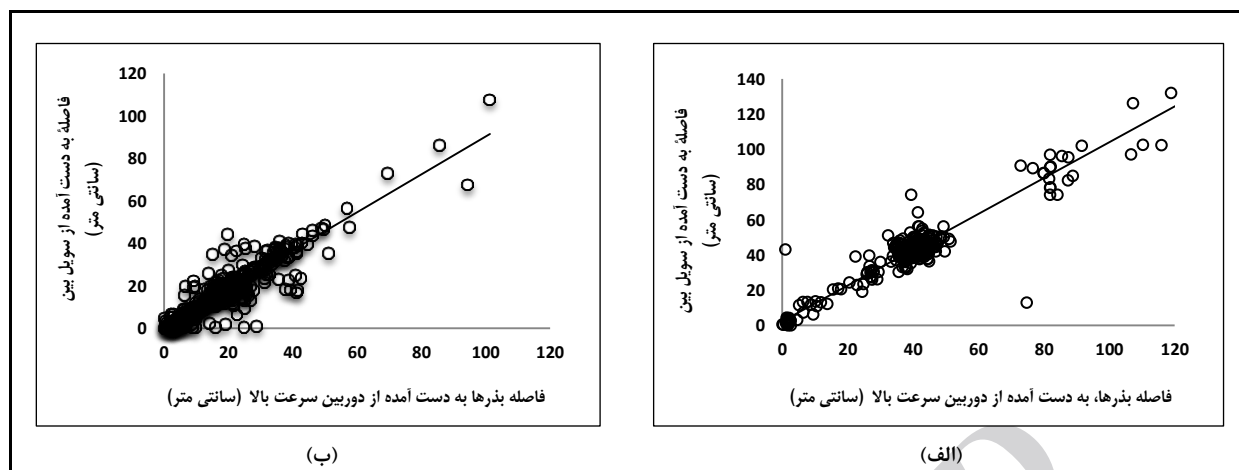 فاصلهٔ به دست آمده از سویل بین
(سانتی متر)
140
120
100
80
60
40
20
0
0 20 40 60 80 100 120
فاصله بذرها، به دست آمده از دوربین سرعت بالا (سانتی متر)
(الف)
فاصلهٔ به دست آمده از سویل بین
(سانتی متر)
120
100
80
60
40
20
0
0 20 40 60 80 100 120
فاصله بذرها به دست آمده از دوربین سرعت بالا (سانتی متر)
(ب)